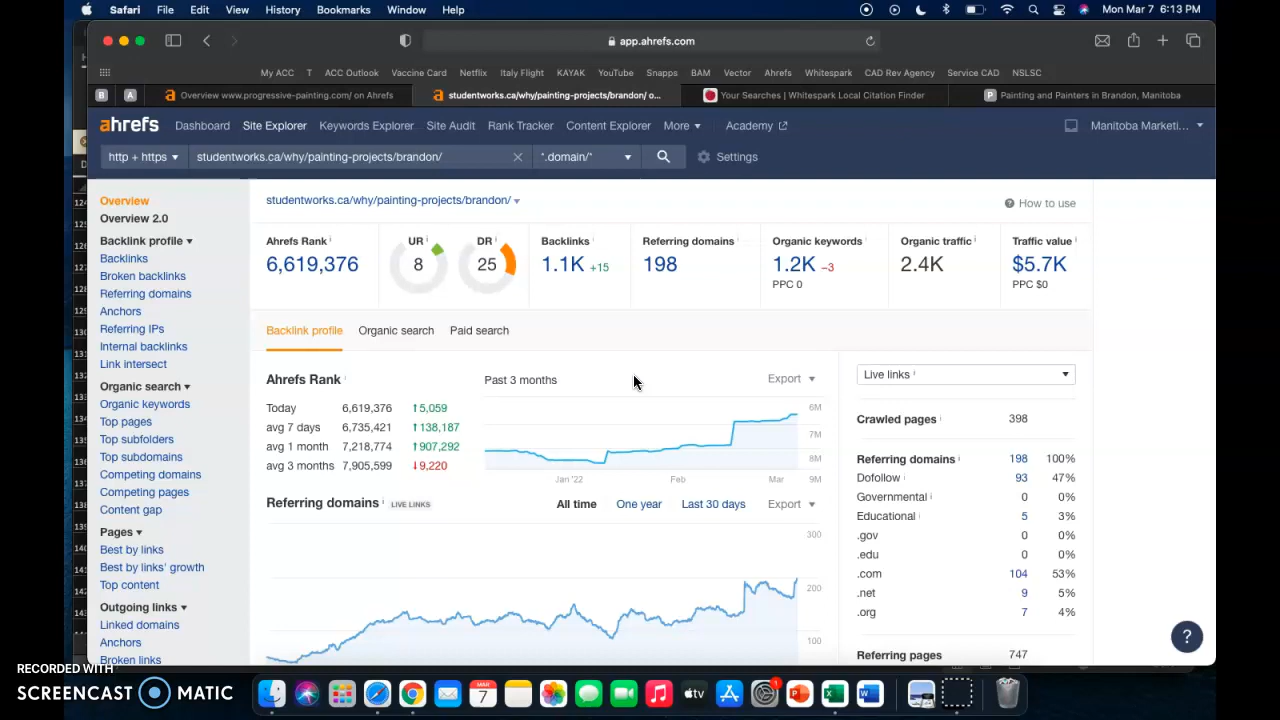 Safari File Edit View History Bookmarks Window Help Mon Mar 7 6:13 PM
app.ahrefs.com
My ACC T ACC Outlook Vaccine Card Netflix Italy Flight KAYAK YouTube Snapps BAM Vector Ahrefs Whitespark CAD Rev Agency Service CAD NSLSC
B A a Overview www.progressive-painting.com/ on Ahrefs a studentworks.ca/why/painting-projects/brandon/ o... Your Searches | Whitespark Local Citation Finder P Painting and Painters in Brandon, Manitoba
ahrefs Dashboard Site Explorer Keywords Explorer Site Audit Rank Tracker Content Explorer More Academy Manitoba Marketi...
http + https studentworks.ca/why/painting-projects/brandon/ *.domain/* Settings
Overview
Overview 2.0
Backlink profile
Backlinks
Broken backlinks
Referring domains
Anchors
Referring IPs
Internal backlinks
Link intersect
Organic search
Organic keywords
Top pages
Top subfolders
Top subdomains
Competing domains
Competing pages
Content gap
Pages
Best by links
Best by links' growth
Top content
Outgoing links
Linked domains
Anchors
Broken links
studentworks.ca/why/painting-projects/brandon/ How to use
Ahrefs Rank UR DR Backlinks Referring domains Organic keywords Organic traffic Traffic value
6,619,376 8 25 1.1K +15 198 1.2K −3 2.4K $5.7K
PPC 0 PPC $0
Backlink profile Organic search Paid search
Ahrefs Rank Past 3 months Export
Today 6,619,376 ↑5,059
avg 7 days 6,735,421 ↑138,187
avg 1 month 7,218,774 ↑907,292
avg 3 months 7,905,599 ↓9,220
6M
7M
8M
9M
Jan '22 Feb Mar
Referring domains LIVE LINKS All time One year Last 30 days Export
300
200
100
Live links
Crawled pages 398
Referring domains 198 100%
Dofollow 93 47%
Governmental 0 0%
Educational 5 3%
.gov 0 0%
.edu 0 0%
.com 104 53%
.net 9 5%
.org 7 4%
Referring pages 747
?
RECORDED WITH
SCREENCAST MATIC
MAR
7
tv
1
P
X
W